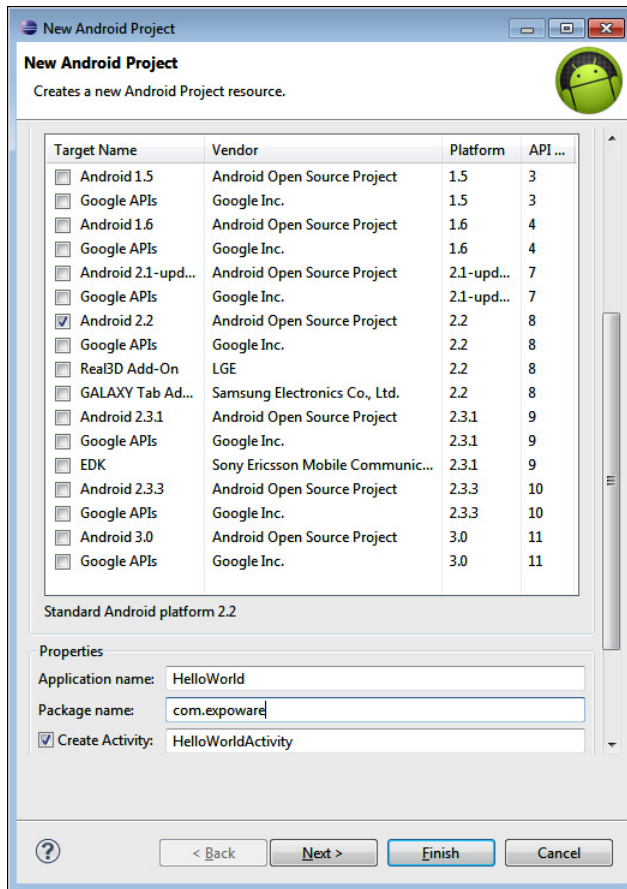 New Android Project
New Android Project
Creates a new Android Project resource.
Target Name Vendor Platform API ...
Android 1.5 Android Open Source Project 1.5 3
Google APIs Google Inc. 1.5 3
Android 1.6 Android Open Source Project 1.6 4
Google APIs Google Inc. 1.6 4
Android 2.1-upd... Android Open Source Project 2.1-upd... 7
Google APIs Google Inc. 2.1-upd... 7
Android 2.2 Android Open Source Project 2.2 8
Google APIs Google Inc. 2.2 8
Real3D Add-On LGE 2.2 8
GALAXY Tab Ad... Samsung Electronics Co., Ltd. 2.2 8
Android 2.3.1 Android Open Source Project 2.3.1 9
Google APIs Google Inc. 2.3.1 9
EDK Sony Ericsson Mobile Communic... 2.3.1 9
Android 2.3.3 Android Open Source Project 2.3.3 10
Google APIs Google Inc. 2.3.3 10
Android 3.0 Android Open Source Project 3.0 11
Google APIs Google Inc. 3.0 11
Standard Android platform 2.2
Properties
Application name: HelloWorld
Package name: com.expoware
Create Activity: HelloWorldActivity
? < Back Next > Finish Cancel